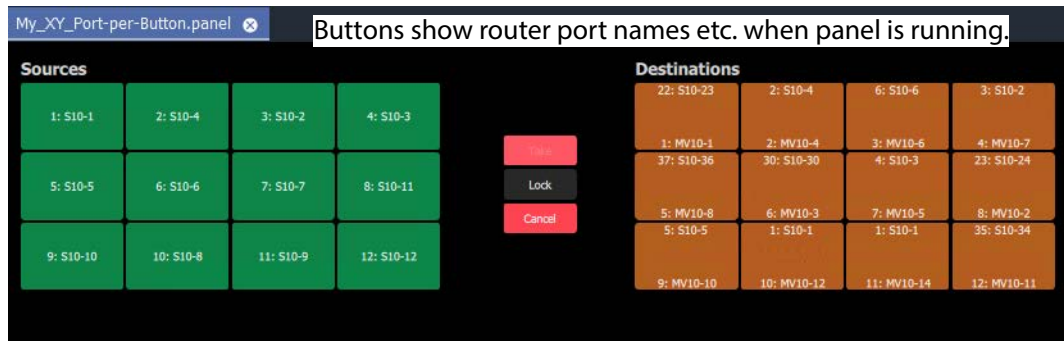 My_XY_Port-per-Button.panel
Buttons show router port names etc. when panel is running.
Sources
Destinations
1: S10-1 2: S10-4 3: S10-2 4: S10-3
5: S10-5 6: S10-6 7: S10-7 8: S10-11
9: S10-10 10: S10-8 11: S10-9 12: S10-12
Take
Lock
Cancel
22: S10-23 2: S10-4 6: S10-6 3: S10-2
1: MV10-1 2: MV10-4 3: MV10-6 4: MV10-7
37: S10-36 30: S10-30 4: S10-3 23: S10-24
5: MV10-8 6: MV10-3 7: MV10-5 8: MV10-2
5: S10-5 1: S10-1 1: S10-1 35: S10-34
9: MV10-10 10: MV10-12 11: MV10-14 12: MV10-11